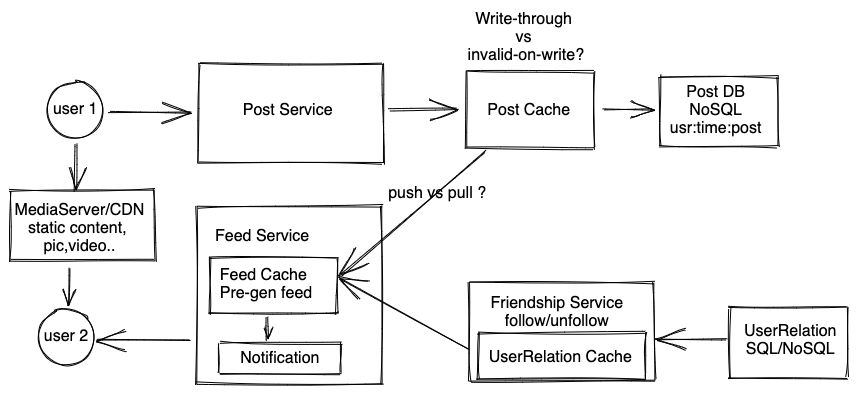 Write-through
vs
invalid-on-write?
user 1
Post Service
Post Cache
Post DB
NoSQL
usr:time:post
push vs pull ?
MediaServer/CDN
static content,
pic,video..
Feed Service
Feed Cache
Pre-gen feed
Notification
user 2
Friendship Service
follow/unfollow
UserRelation Cache
UserRelation
SQL/NoSQL